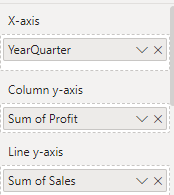 X-axis
YearQuarter
Column y-axis
Sum of Profit
Line y-axis
Sum of Sales